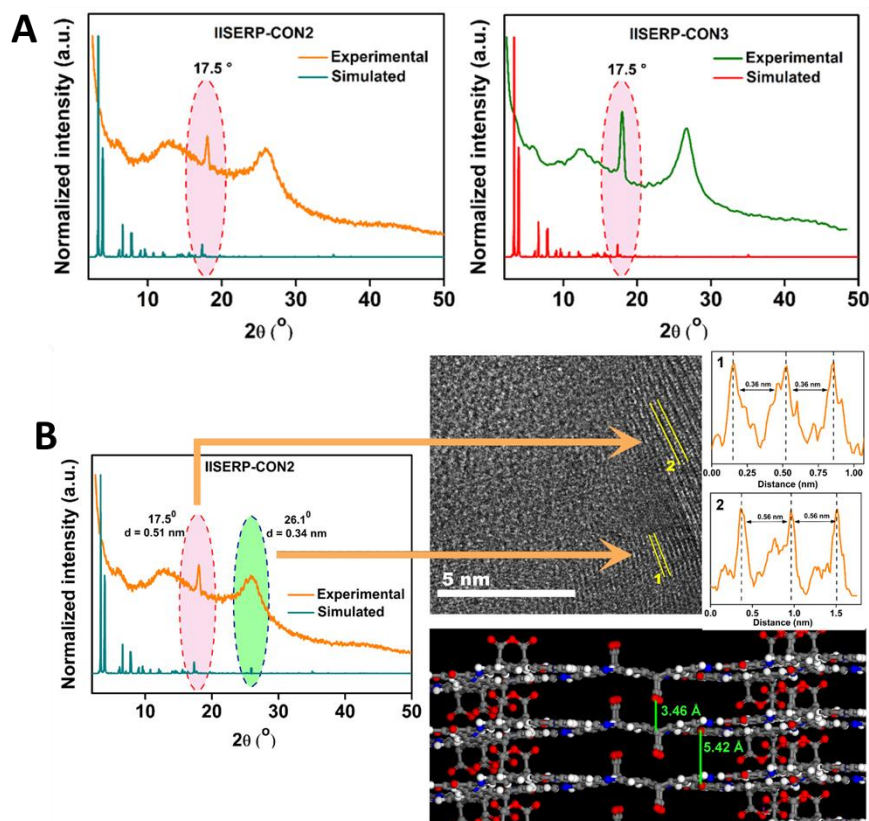 A
IISERP-CON2
Normalized intensity (a.u.)
17.5 °
Experimental
Simulated
10 20 30 40 50
2θ (°)
IISERP-CON3
Normalized intensity (a.u.)
17.5 °
Experimental
Simulated
10 20 30 40 50
2θ (°)
B
IISERP-CON2
Normalized intensity (a.u.)
17.5⁰
d = 0.51 nm
26.1⁰
d = 0.34 nm
Experimental
Simulated
10 20 30 40 50
2θ (°)
2
1
5 nm
1
0.36 nm 0.36 nm
0.00 0.25 0.50 0.75 1.00
Distance (nm)
2
0.56 nm 0.56 nm
0.0 0.5 1.0 1.5
Distance (nm)
3.46 Å
5.42 Å